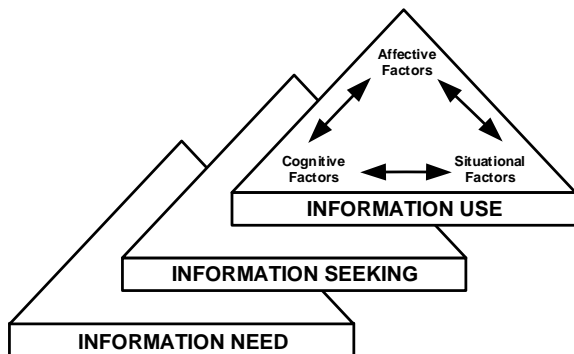 Affective
Factors
Cognitive
Factors
Situational
Factors
INFORMATION USE
INFORMATION SEEKING
INFORMATION NEED